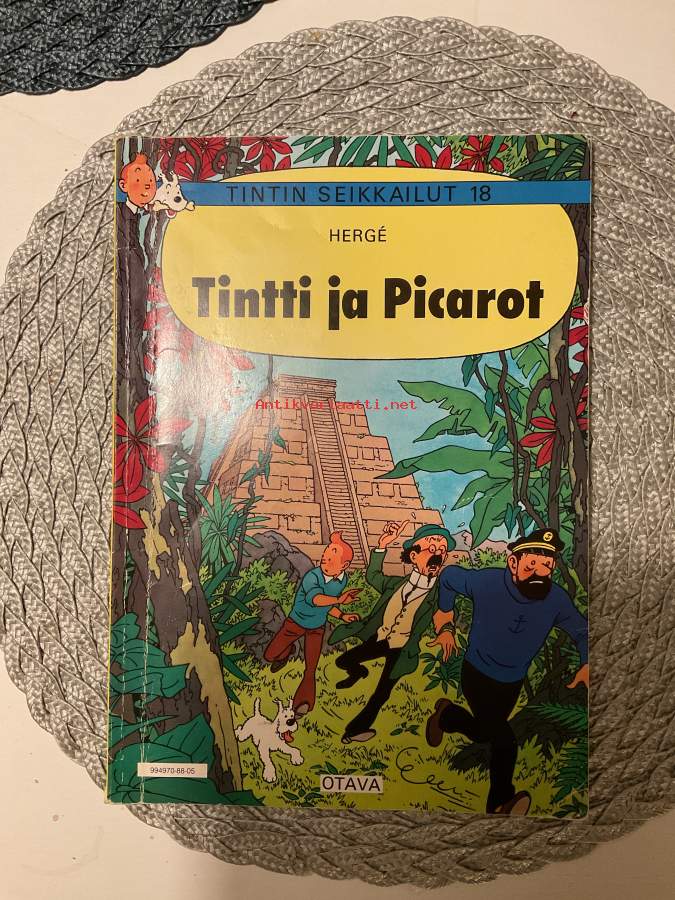 TINTIN SEIKKAILUT 18
HERGÉ
Tintti ja Picarot
Antikvariaatti.net
994970-88-05
OTAVA